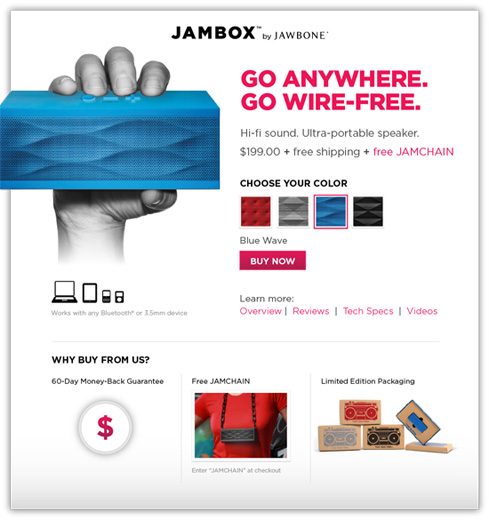 JAMBOX™ by JAWBONE®
GO ANYWHERE.
GO WIRE-FREE.
Hi-fi sound. Ultra-portable speaker.
$199.00 + free shipping + free JAMCHAIN
CHOOSE YOUR COLOR
Blue Wave
BUY NOW
Works with any Bluetooth® or 3.5mm device
Learn more:
Overview | Reviews | Tech Specs | Videos
WHY BUY FROM US?
60-Day Money-Back Guarantee
$
Free JAMCHAIN
Enter "JAMCHAIN" at checkout
Limited Edition Packaging